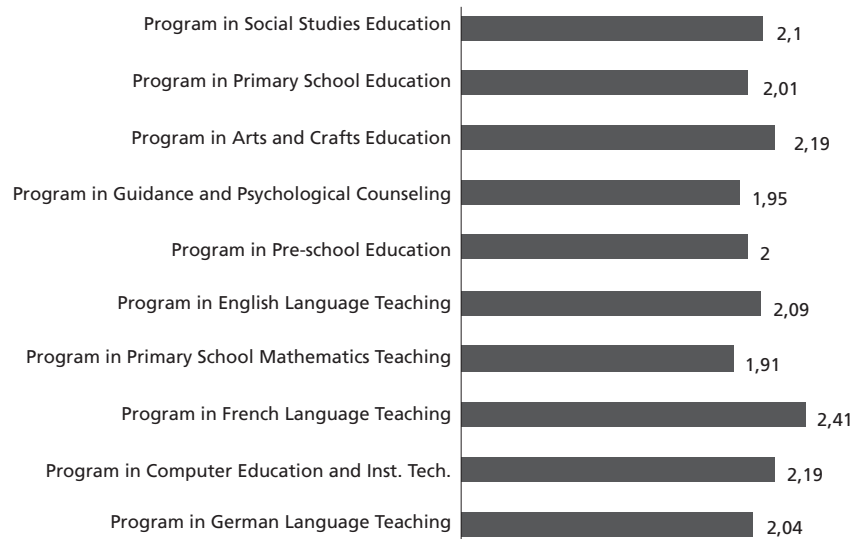 Program in Social Studies Education 2,1
Program in Primary School Education 2,01
Program in Arts and Crafts Education 2,19
Program in Guidance and Psychological Counseling 1,95
Program in Pre-school Education 2
Program in English Language Teaching 2,09
Program in Primary School Mathematics Teaching 1,91
Program in French Language Teaching 2,41
Program in Computer Education and Inst. Tech. 2,19
Program in German Language Teaching 2,04